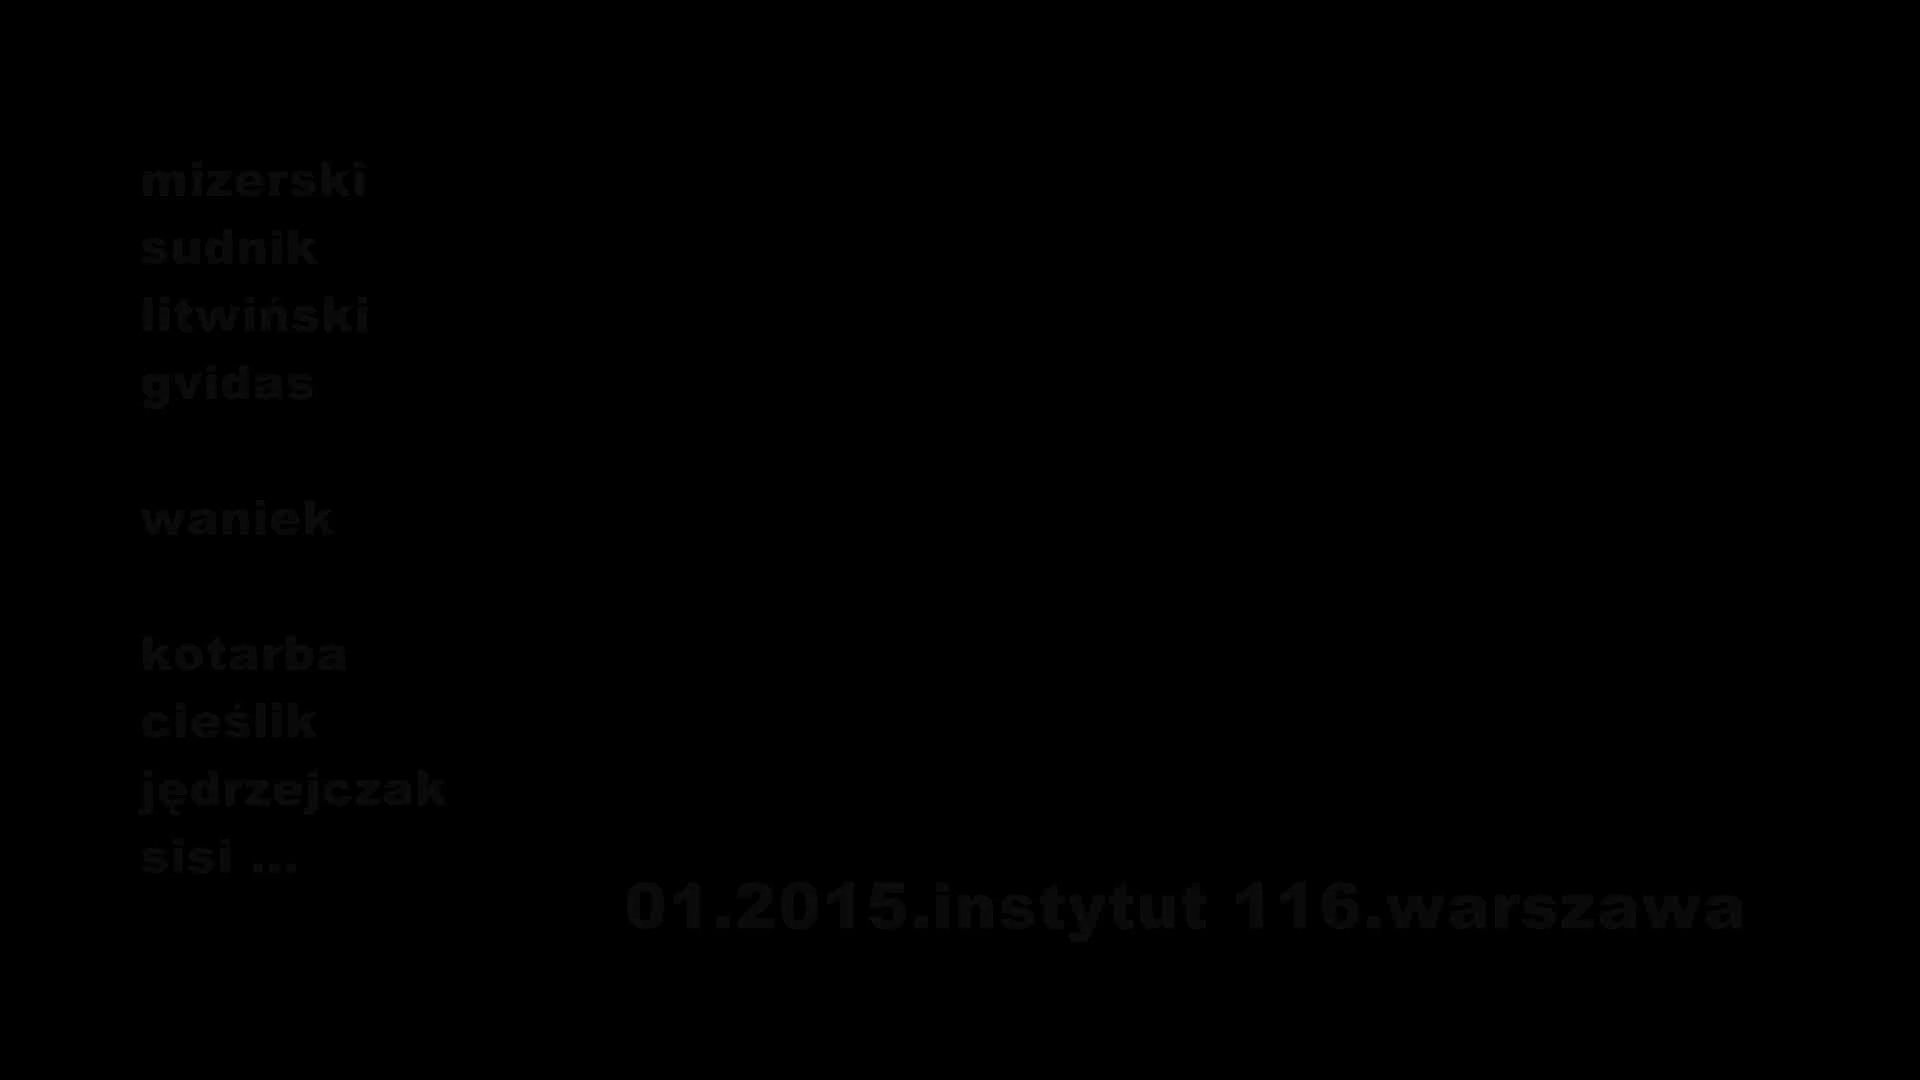 mizerski
sudnik
litwiński
gvidas
waniek
kotarba
cieślik
jędrzejczak
sisi ...
01.2015.instytut 116.warszawa